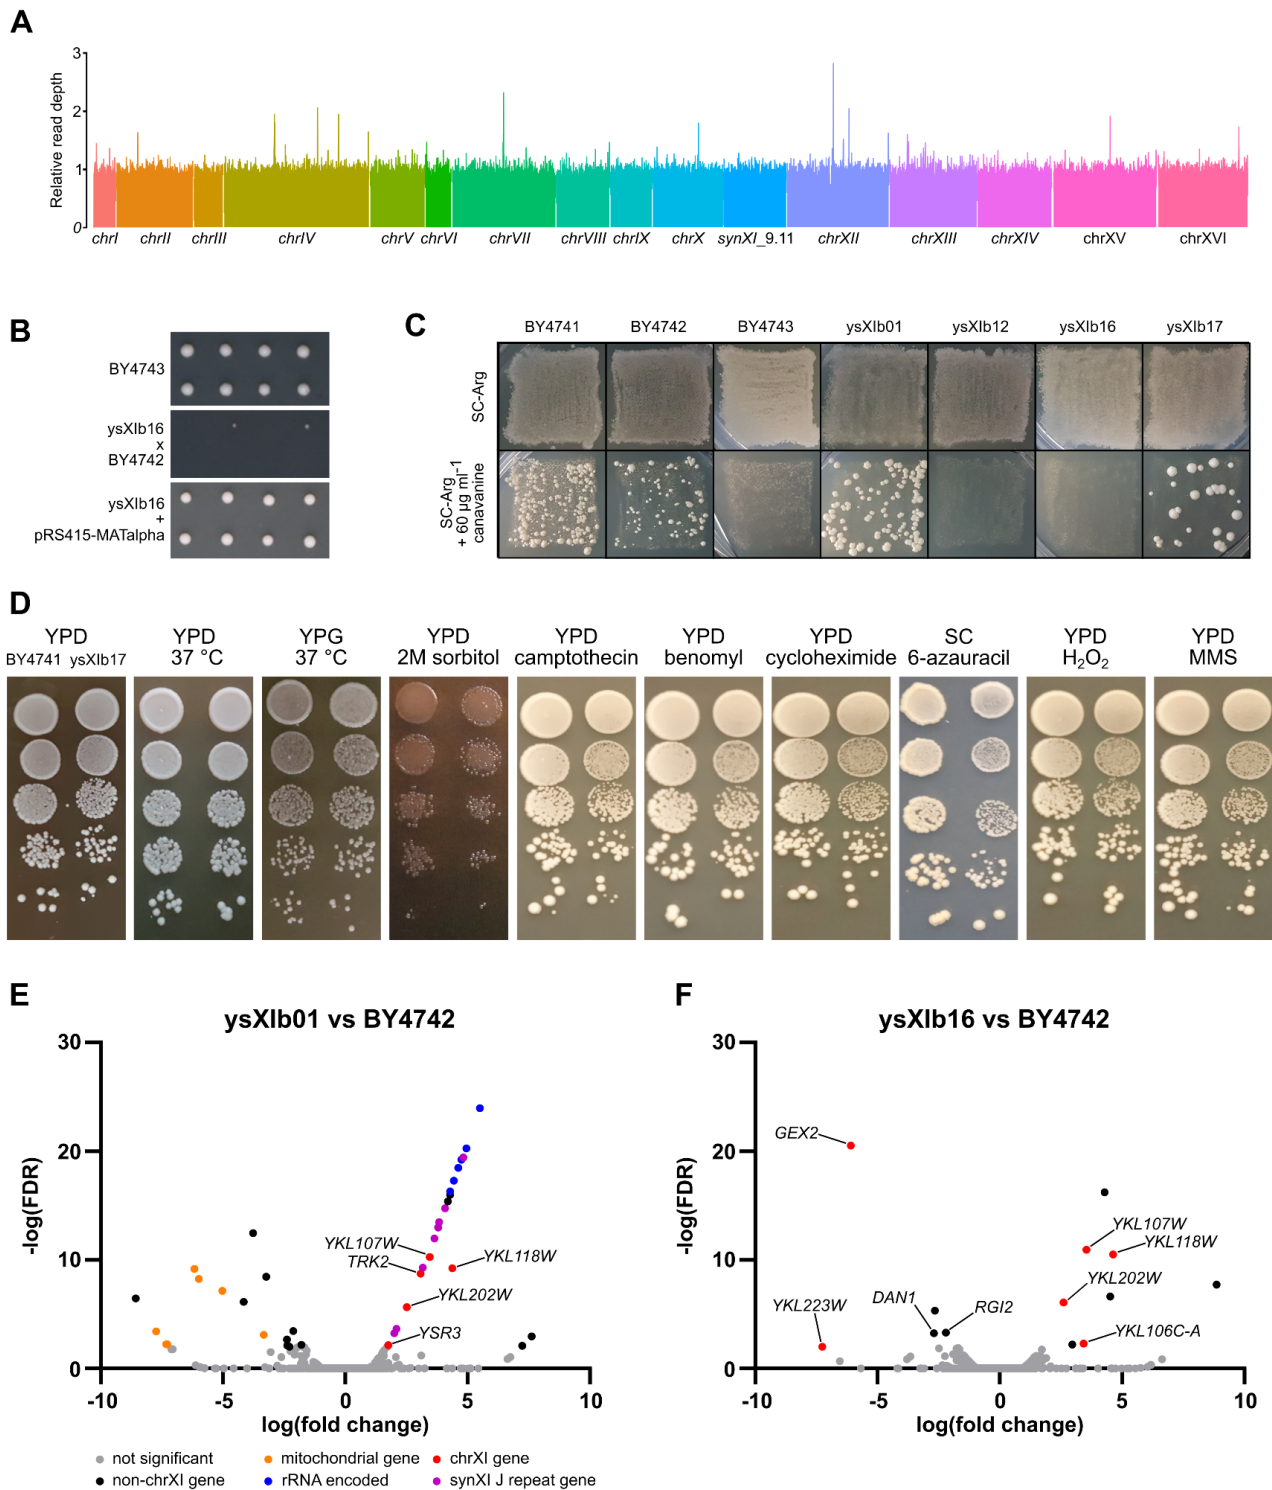 A
3
2
1
0
Relative read depth
chrI chrII chrIII chrIV chrV chrVI chrVII chrVIII chrIX chrX synXI_9.11 chrXII chrXIII chrXIV chrXV chrXVI
B
BY4743
ysXIb16
x
BY4742
ysXIb16
+
pRS415-MATalpha
C
BY4741 BY4742 BY4743 ysXIb01 ysXIb12 ysXIb16 ysXIb17
SC-Arg
SC-Arg
+ 60 µg ml⁻¹
canavanine
D
YPD
BY4741 ysXIb17
YPD
37 °C
YPG
37 °C
YPD
2M sorbitol
YPD
camptothecin
YPD
benomyl
YPD
cycloheximide
SC
6-azauracil
YPD
H₂O₂
YPD
MMS
E
ysXIb01 vs BY4742
30
20
10
0
-log(FDR)
YKL107W
TRK2
YKL118W
YKL202W
YSR3
-10 -5 0 5 10
log(fold change)
not significant
mitochondrial gene
chrXI gene
non-chrXI gene
rRNA encoded
synXI J repeat gene
F
ysXIb16 vs BY4742
30
20
10
0
-log(FDR)
GEX2
YKL107W
YKL118W
YKL202W
DAN1
RGI2
YKL223W
YKL106C-A
-10 -5 0 5 10
log(fold change)